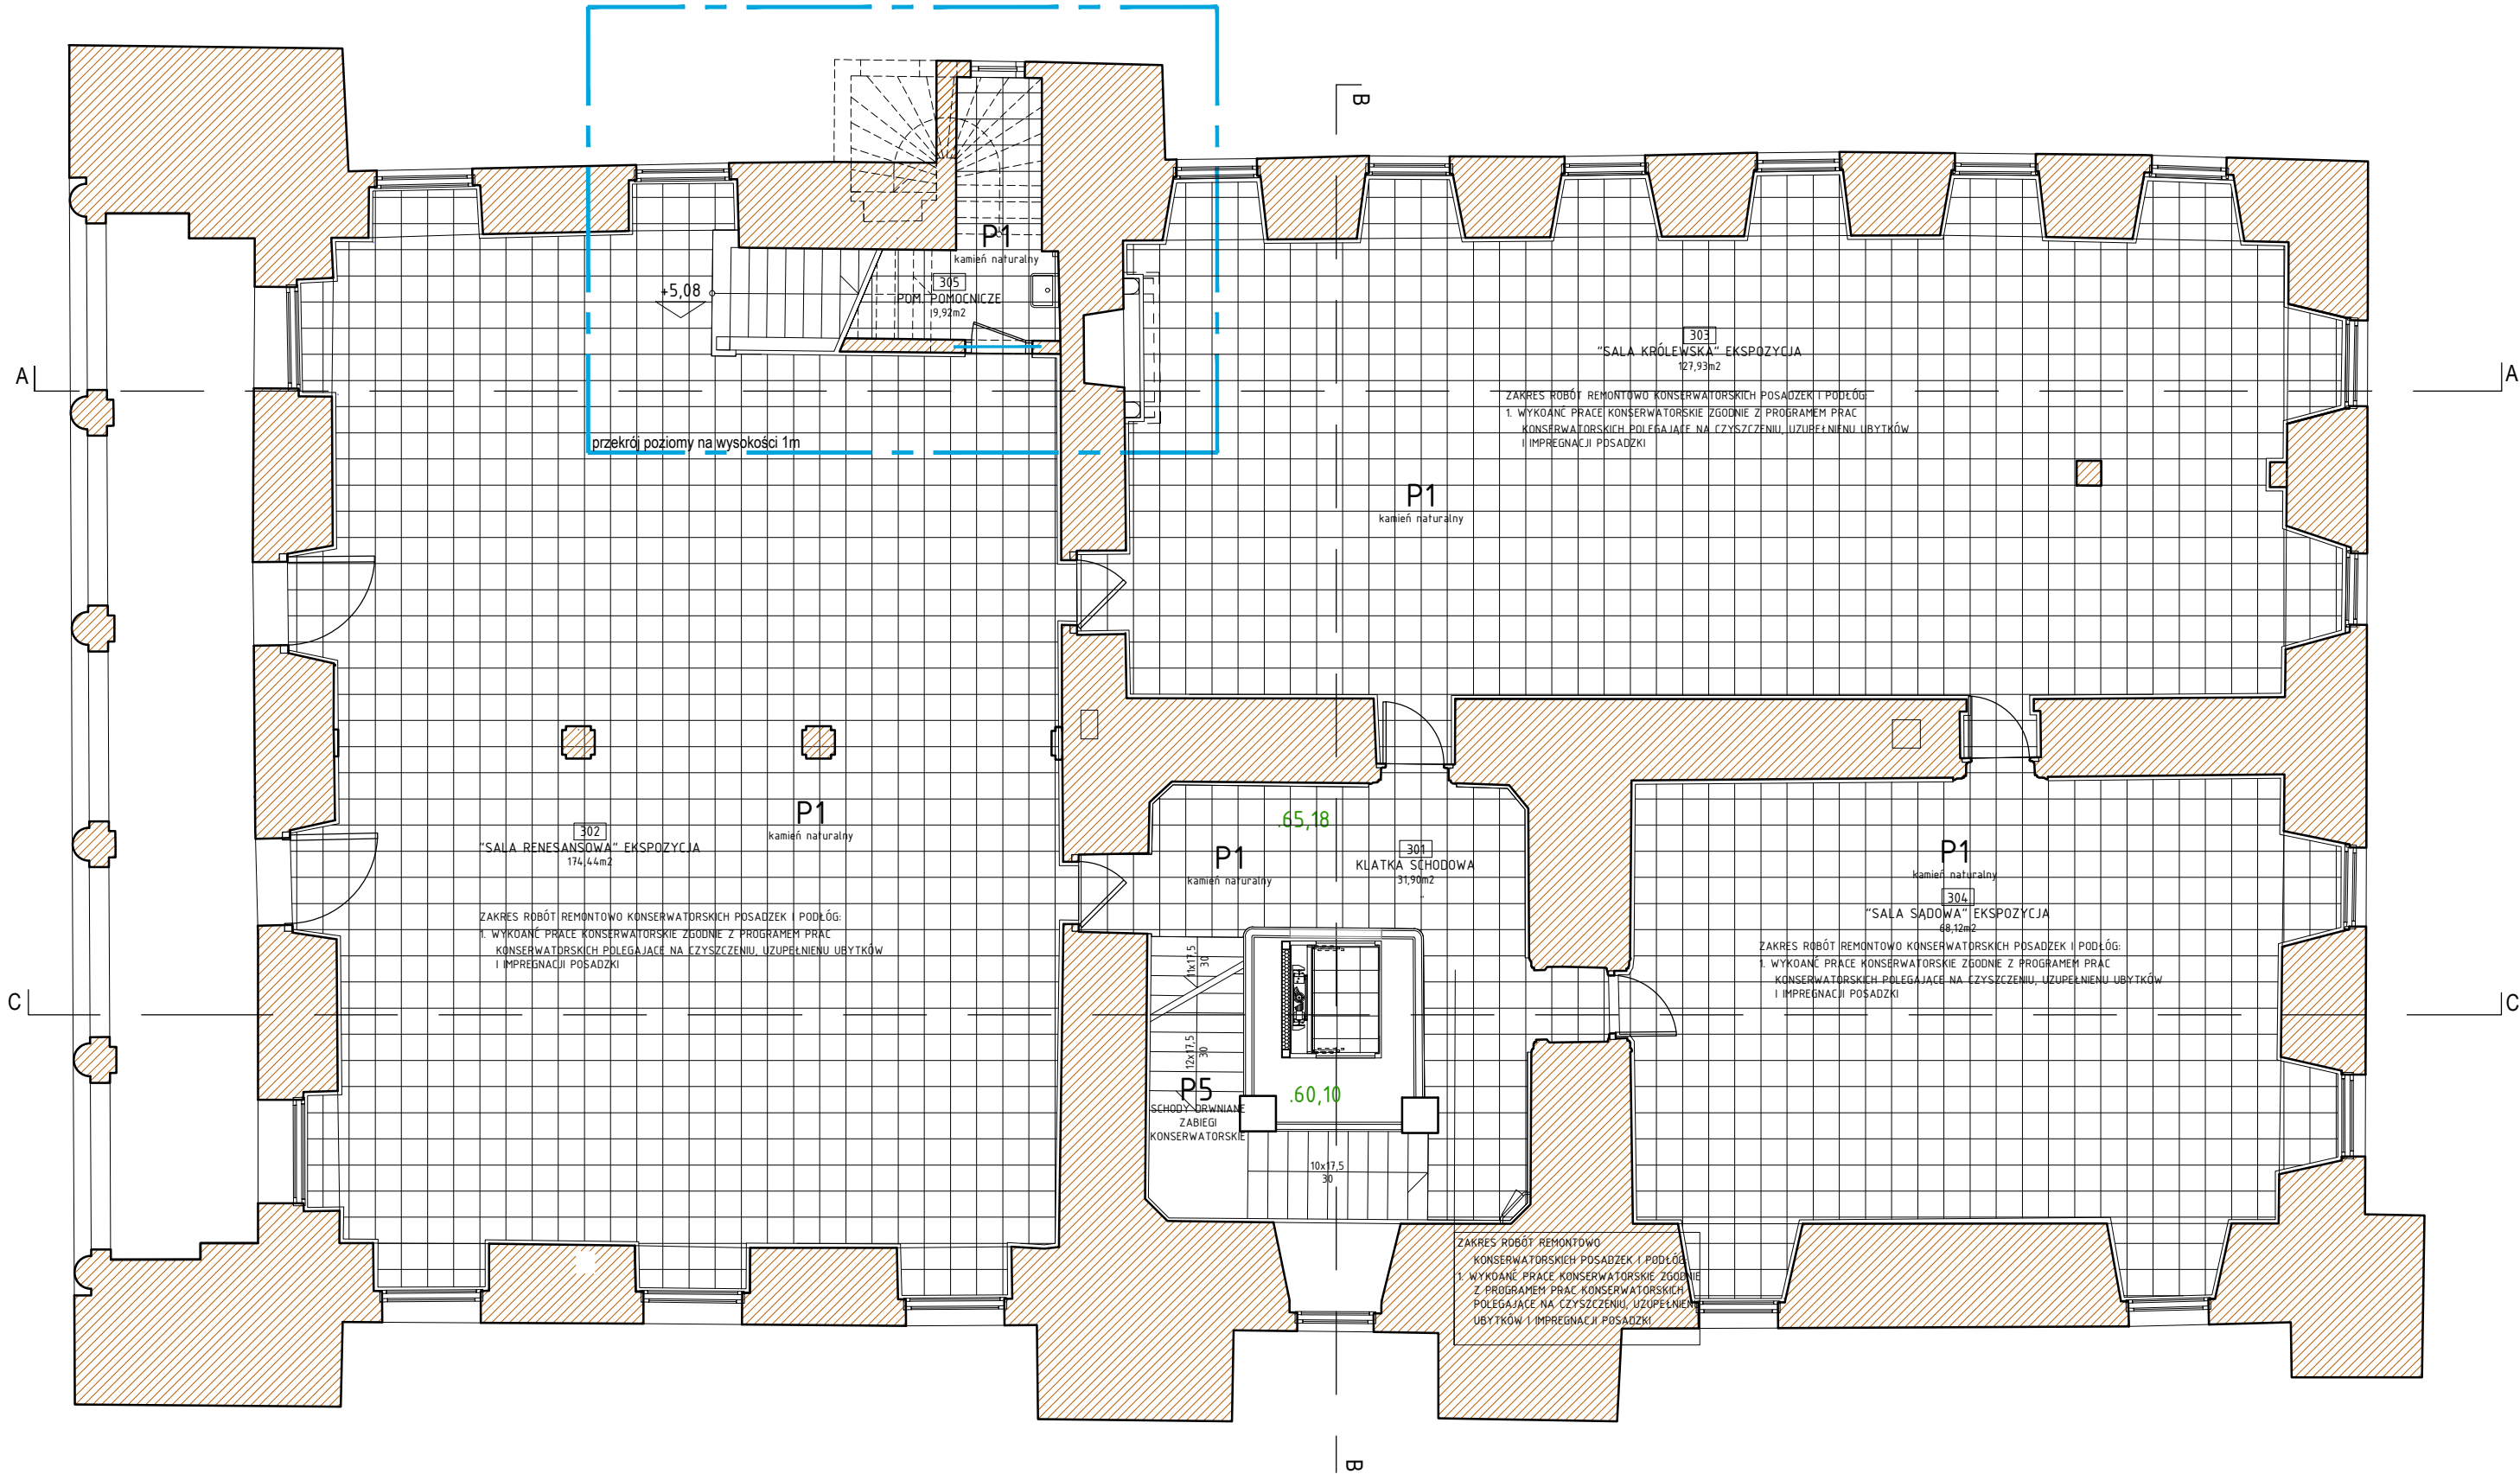 B
P1
kamień naturalny
305
POM. POMOCNICZE
9,92m2
+5,08
303
"SALA KRÓLEWSKA" EKSPOZYCJA
127,93m2
A
A
ZAKRES ROBÓT REMONTOWO KONSERWATORSKICH POSADZEK I PODŁÓG:
1. WYKOANĆ PRACE KONSERWATORSKIE ZGODNIE Z PROGRAMEM PRAC
KONSERWATORSKICH POLEGAJĄCE NA CZYSZCZENIU, UZUPEŁNIENU UBYTKÓW
I IMPREGNACJI POSADZKI
przekrój poziomy na wysokości 1m
P1
kamień naturalny
P1
kamień naturalny
302
"SALA RENESANSOWA" EKSPOZYCJA
174,44m2
.65,18
P1
kamień naturalny
301
KLATKA SCHODOWA
31,90m2
P1
kamień naturalny
304
"SALA SĄDOWA" EKSPOZYCJA
68,12m2
ZAKRES ROBÓT REMONTOWO KONSERWATORSKICH POSADZEK I PODŁÓG:
1. WYKOANĆ PRACE KONSERWATORSKIE ZGODNIE Z PROGRAMEM PRAC
KONSERWATORSKICH POLEGAJĄCE NA CZYSZCZENIU, UZUPEŁNIENU UBYTKÓW
I IMPREGNACJI POSADZKI
ZAKRES ROBÓT REMONTOWO KONSERWATORSKICH POSADZEK I PODŁÓG:
1. WYKOANĆ PRACE KONSERWATORSKIE ZGODNIE Z PROGRAMEM PRAC
KONSERWATORSKICH POLEGAJĄCE NA CZYSZCZENIU, UZUPEŁNIENU UBYTKÓW
I IMPREGNACJI POSADZKI
11x17,5
30
C
C
12x17,5
30
P5
SCHODY DRWNIANE
ZABIEGI
KONSERWATORSKIE
.60,10
10x17,5
30
ZAKRES ROBÓT REMONTOWO
KONSERWATORSKICH POSADZEK I PODŁÓG
1. WYKOANĆ PRACE KONSERWATORSKIE ZGODNIE
Z PROGRAMEM PRAC KONSERWATORSKICH
POLEGAJĄCE NA CZYSZCZENIU, UZUPEŁNIENU
UBYTKÓW I IMPREGNACJI POSADZKI
B